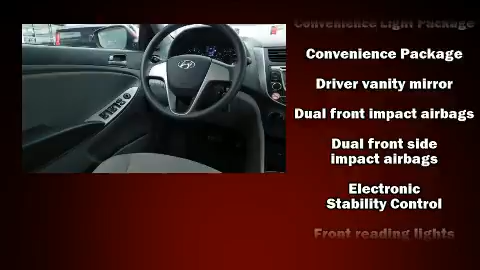 Convenience Light Package
Convenience Package
Driver vanity mirror
Dual front impact airbags
Dual front side
impact airbags
Electronic
Stability Control
Front reading lights